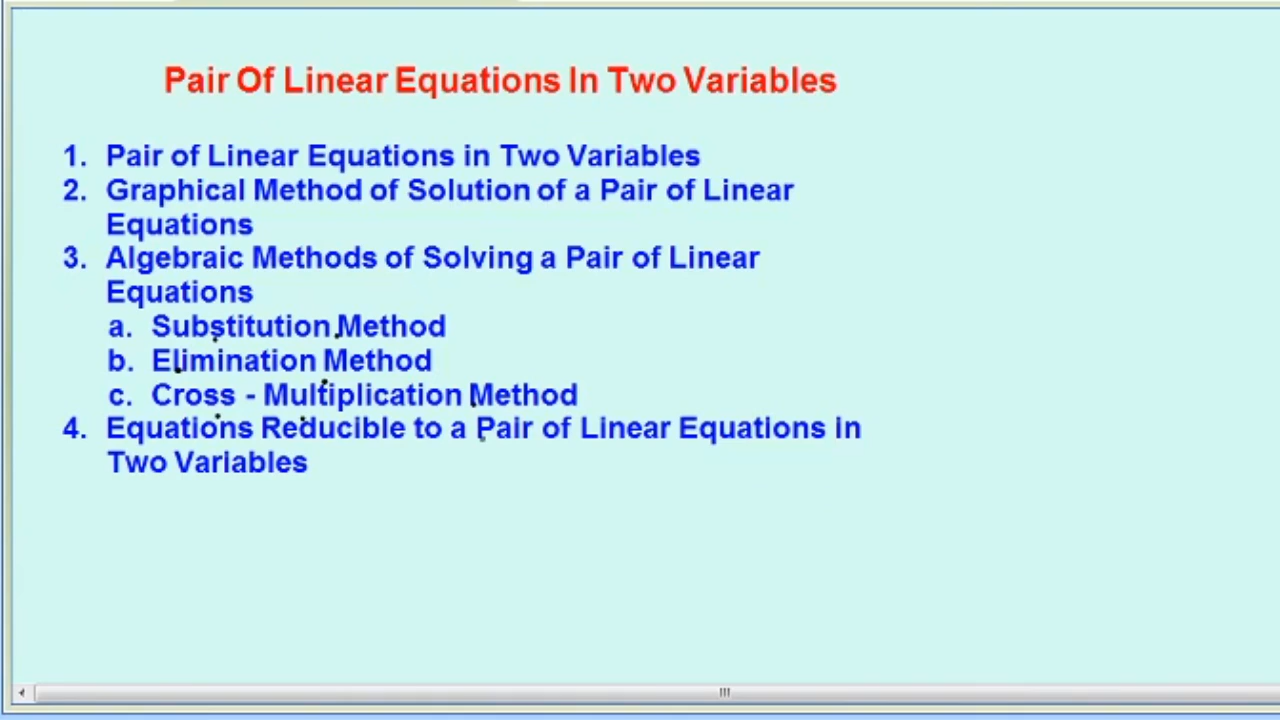 Pair Of Linear Equations In Two Variables
1. Pair of Linear Equations in Two Variables
2. Graphical Method of Solution of a Pair of Linear
Equations
3. Algebraic Methods of Solving a Pair of Linear
Equations
a. Substitution Method
b. Elimination Method
c. Cross - Multiplication Method
4. Equations Reducible to a Pair of Linear Equations in
Two Variables